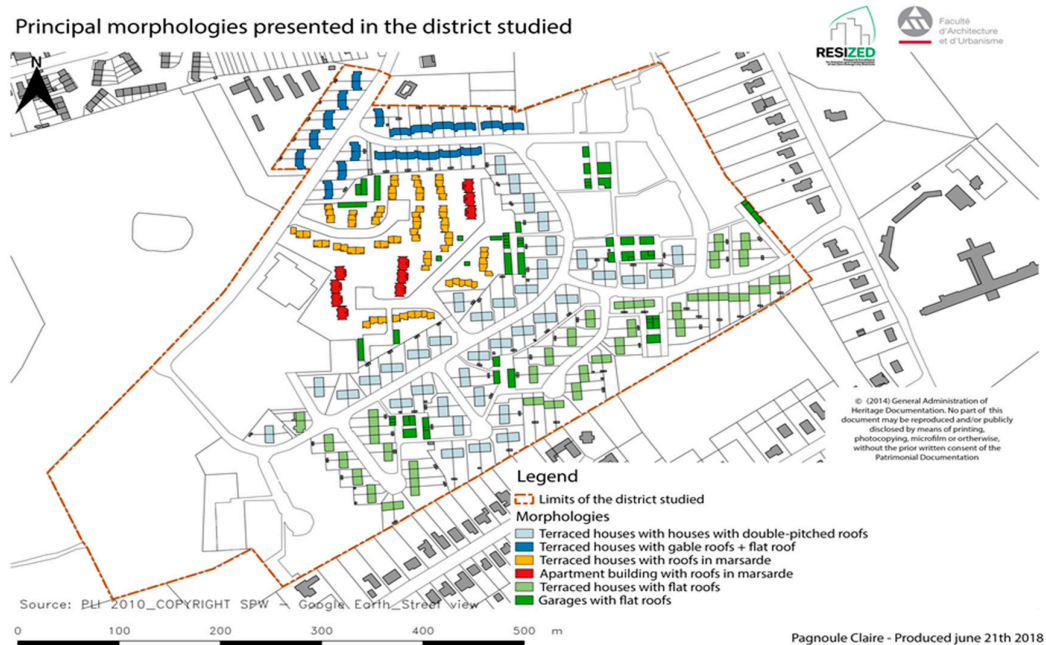 Principal morphologies presented in the district studied
RESIZED
Faculté
d'Architecture
et d'Urbanisme
N
© (2014) General Administration of
Heritage Documentation. No part of this
document may be reproduced and/or publicly
disclosed by means of printing,
photocopying, microfilm or ortherwise,
without the prior written consent of the
Patrimonial Documentation
Legend
Limits of the district studied
Morphologies
Terraced houses with houses with double-pitched roofs
Terraced houses with gable roofs + flat roof
Terraced houses with roofs in marsarde
Apartment building with roofs in marsarde
Terraced houses with flat roofs
Garages with flat roofs
Source: PLI 2010_COPYRIGHT SPW – Google Earth_Street view
0 100 200 300 400 500 m
Pagnoule Claire - Produced june 21th 2018